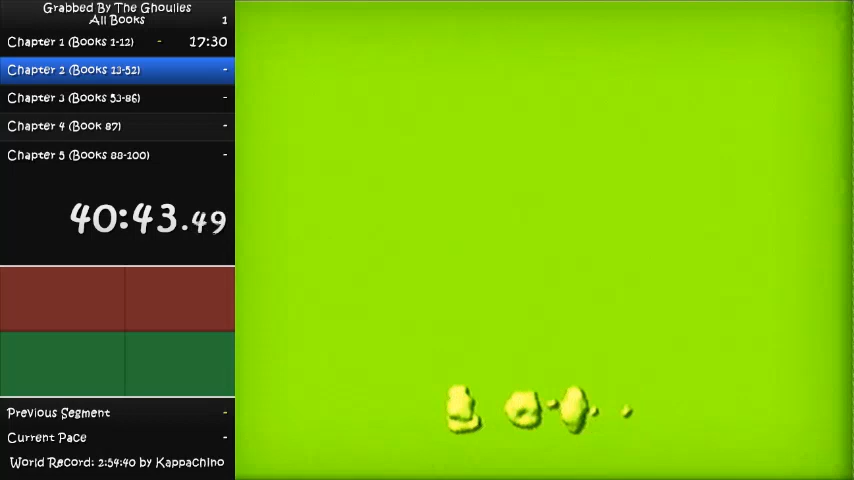 Grabbed By The Ghoulies
All Books 1
Chapter 1 (Books 1-12) - 17:30
Chapter 2 (Books 13-52) -
Chapter 3 (Books 53-86) -
Chapter 4 (Book 87) -
Chapter 5 (Books 88-100) -
40:43.49
Previous Segment -
Current Pace -
World Record: 2:54:40 by Kappachino